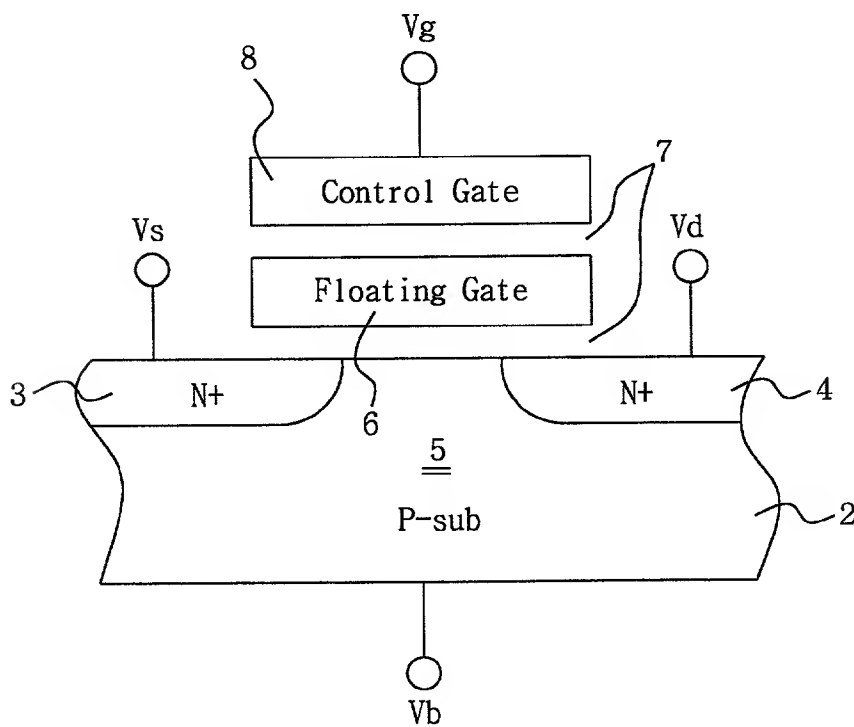 Vg
8
Control Gate
7
Vs
Vd
Floating Gate
3
N+
6
N+
4
5
P-sub
2
Vb